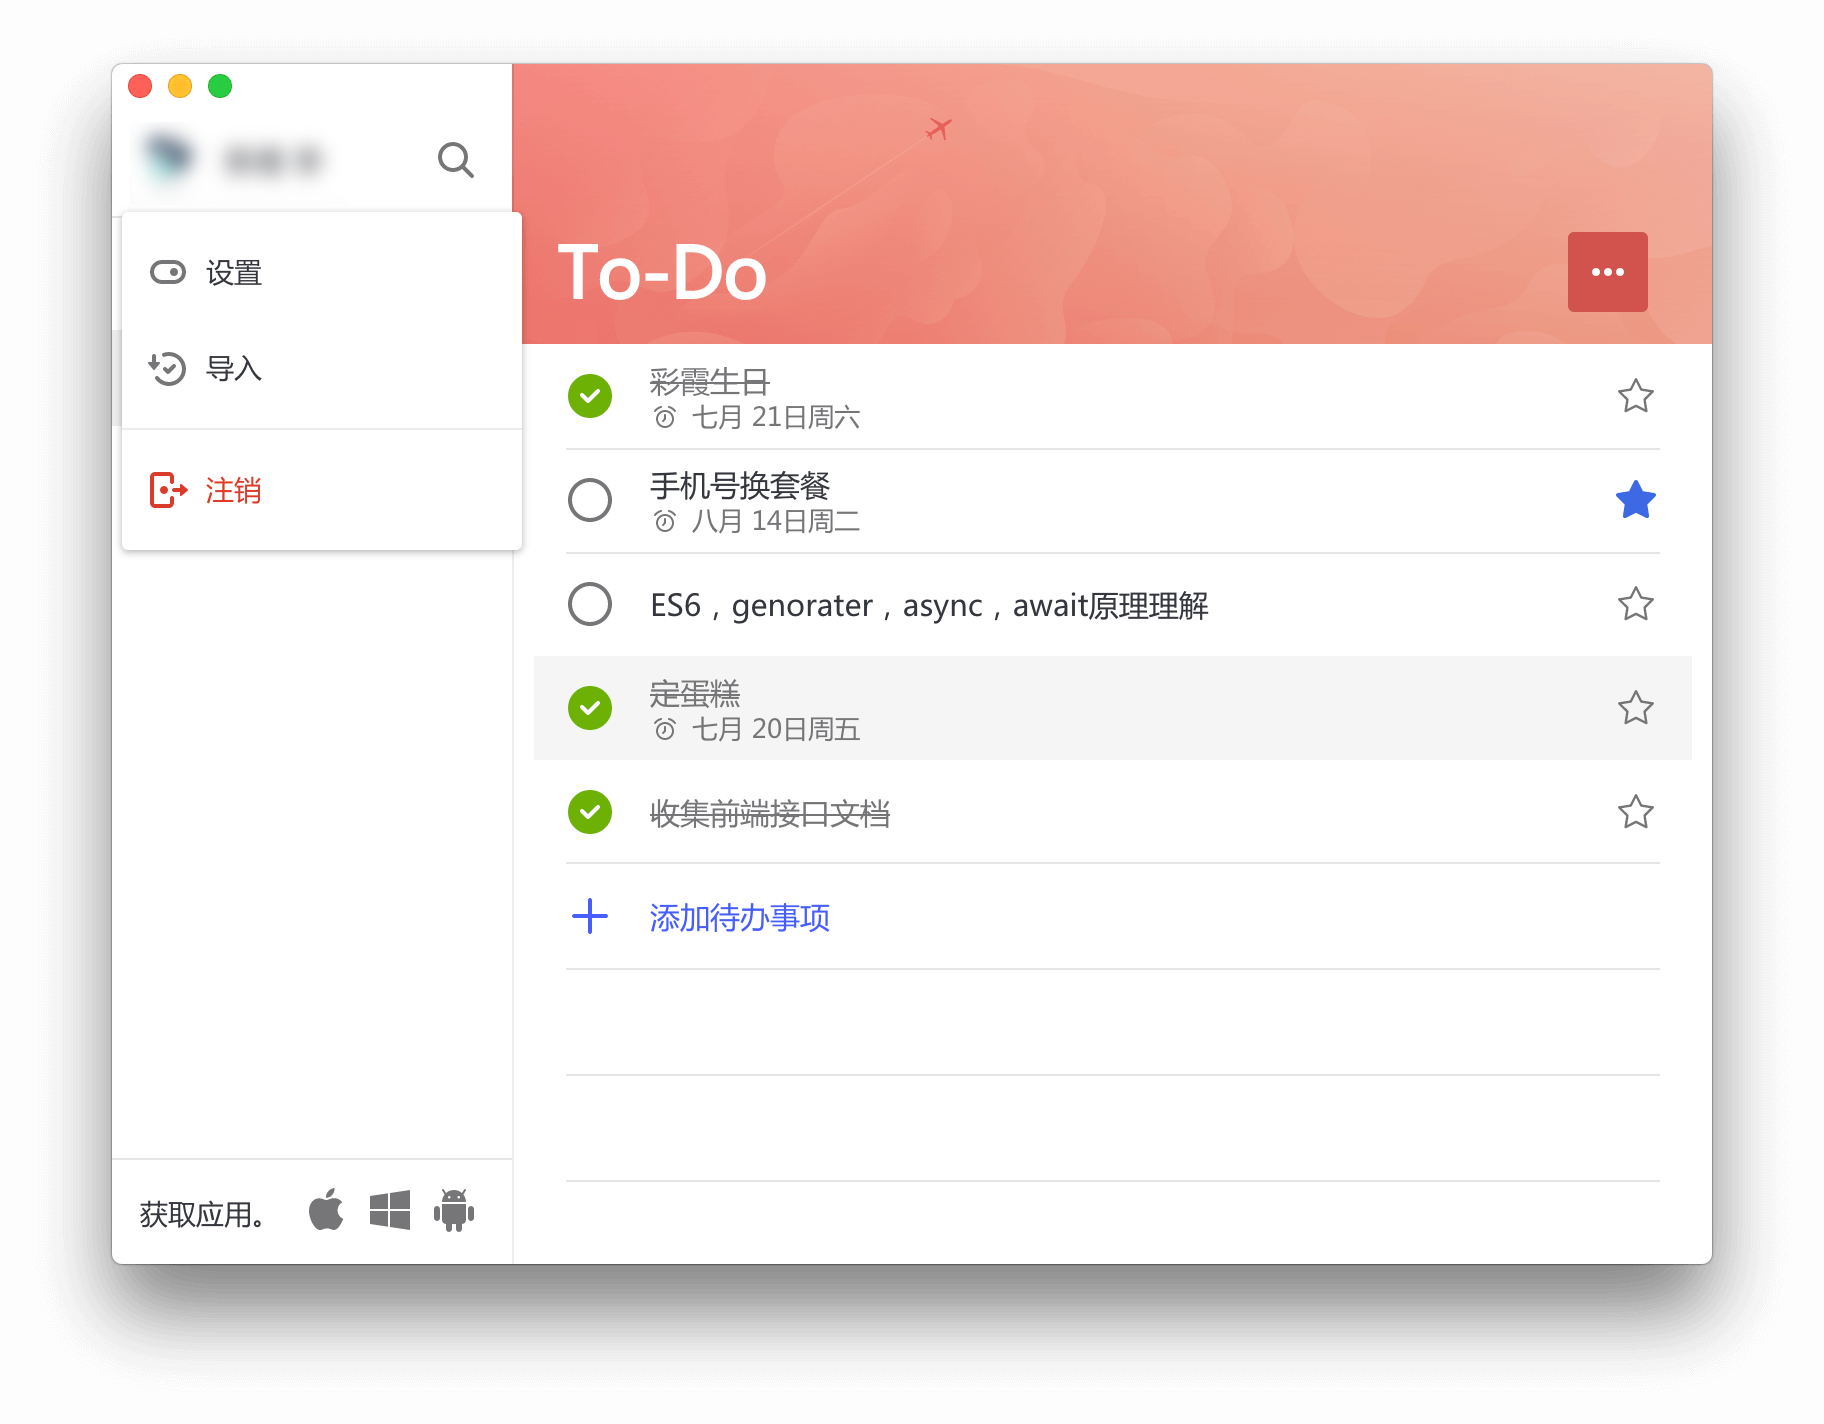 设置
导入
注销
获取应用。
To-Do
彩霞生日
七月 21日周六
手机号换套餐
八月 14日周二
ES6，genorater，async，await原理理解
定蛋糕
七月 20日周五
收集前端接口文档
添加待办事项